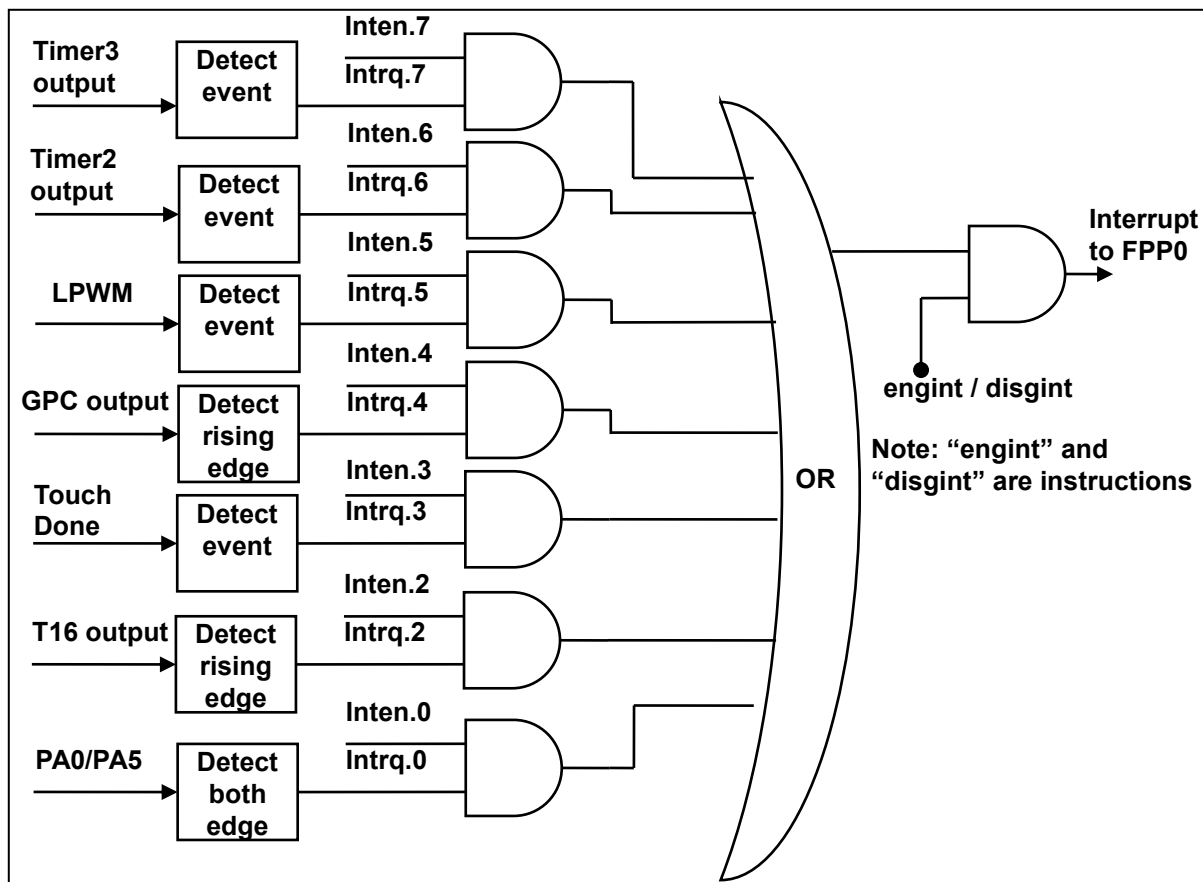 Timer3
output
Detect
event
Inten.7
Intrq.7
Timer2
output
Detect
event
Inten.6
Intrq.6
LPWM
Detect
event
Inten.5
Intrq.5
GPC output
Detect
rising
edge
Inten.4
Intrq.4
Touch
Done
Detect
event
Inten.3
Intrq.3
T16 output
Detect
rising
edge
Inten.2
Intrq.2
PA0/PA5
Detect
both
edge
Inten.0
Intrq.0
OR
Interrupt
to FPP0
engint / disgint
Note: “engint” and
“disgint” are instructions